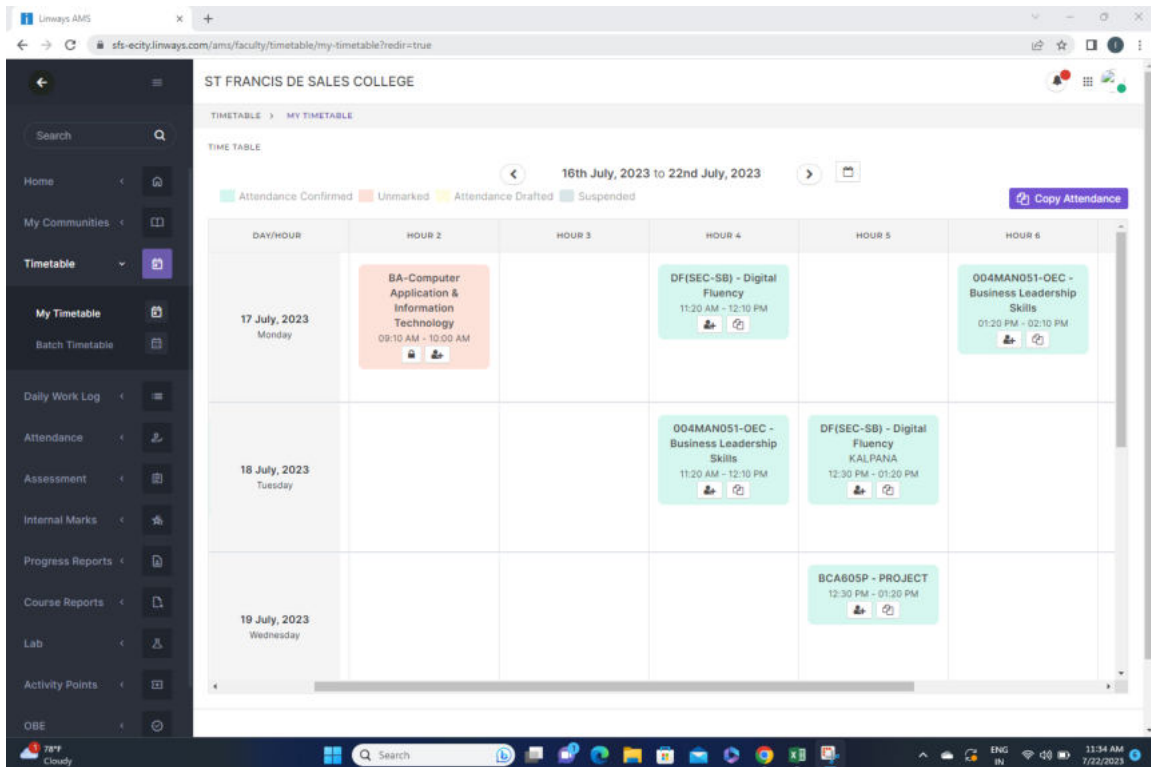 Linways AMS
sfs-ecity.linways.com/ams/faculty/timetable/my-timetable?redir=true
ST FRANCIS DE SALES COLLEGE
TIMETABLE > MY TIMETABLE
Search
TIME TABLE
16th July, 2023 to 22nd July, 2023
Attendance Confirmed Unmarked Attendance Drafted Suspended
Copy Attendance
Home
My Communities
Timetable
My Timetable
Batch Timetable
Daily Work Log
Attendance
Assessment
Internal Marks
Progress Reports
Course Reports
Lab
Activity Points
OBE
DAY/HOUR HOUR 2 HOUR 3 HOUR 4 HOUR 5 HOUR 6
17 July, 2023
Monday
BA-Computer
Application &
Information
Technology
09:10 AM - 10:00 AM
DF(SEC-SB) - Digital
Fluency
11:20 AM - 12:10 PM
004MAN051-OEC -
Business Leadership
Skills
01:20 PM - 02:10 PM
18 July, 2023
Tuesday
004MAN051-OEC -
Business Leadership
Skills
11:20 AM - 12:10 PM
DF(SEC-SB) - Digital
Fluency
KALPANA
12:30 PM - 01:20 PM
19 July, 2023
Wednesday
BCA605P - PROJECT
12:30 PM - 01:20 PM
1
78°F
Cloudy
Search
ENG
IN
11:34 AM
7/22/2023